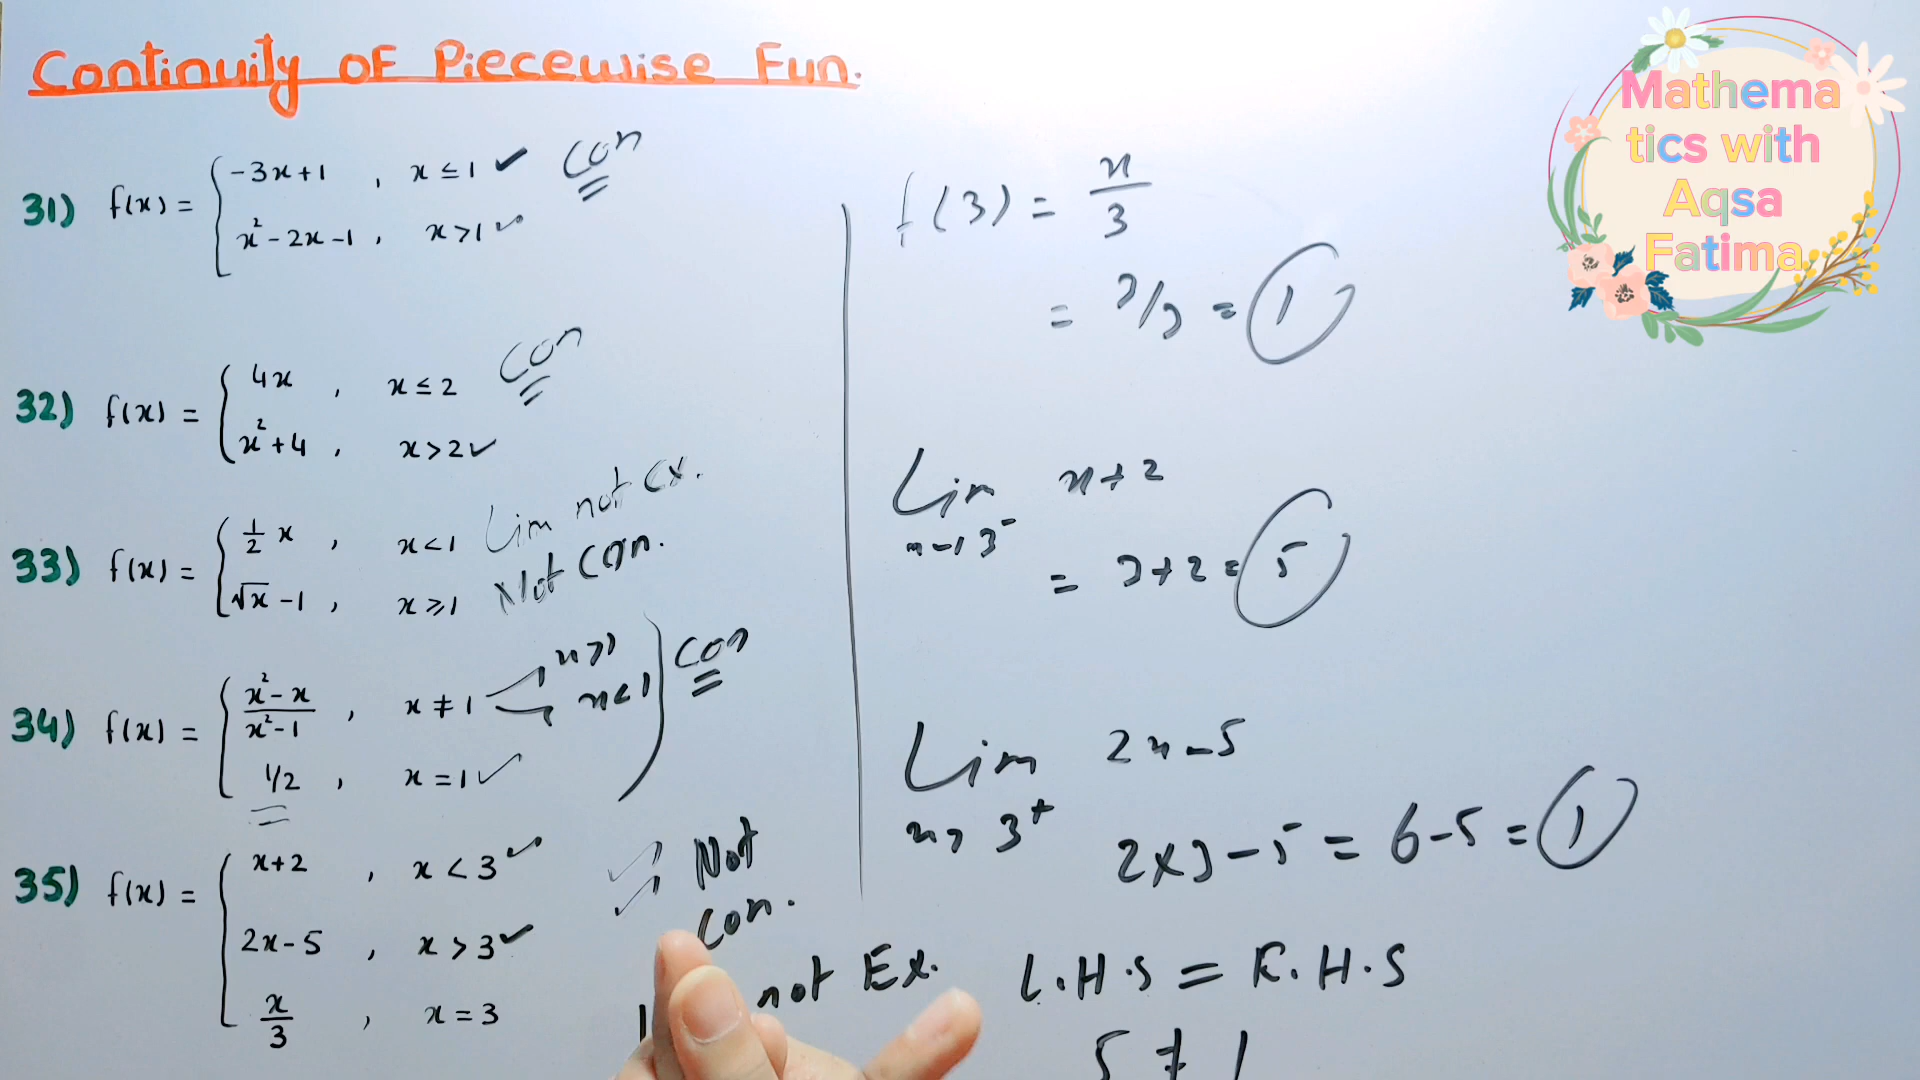 Continuity OF Piecewise Fun.
Mathema
tics with
Aqsa
Fatima
31) f(x) = { -3x+1 , x ≤ 1 ✓ Con
x² - 2x - 1 , x > 1 ✓
32) f(x) = { 4x , x ≤ 2 Con
x² + 4 , x > 2 ✓
33) f(x) = { 1/2 x , x < 1 Lim not Ex.
√x - 1 , x ≥ 1 Not Con.
34) f(x) = { x² - x / x² - 1 , x ≠ 1 x > 1 x < 1 Con
1/2 , x = 1 ✓
35) f(x) = { x+2 , x < 3 ✓ Not
2x - 5 , x > 3 ✓ Con.
x/3 , x = 3
not Ex.
f(3) = x/3
= 3/3 = 1
Lim x + 2
x→3⁻
= 3+2 = 5
Lim 2x - 5
x→3⁺
2×3 - 5 = 6 - 5 = 1
L.H.S = R.H.S
5 ≠ 1